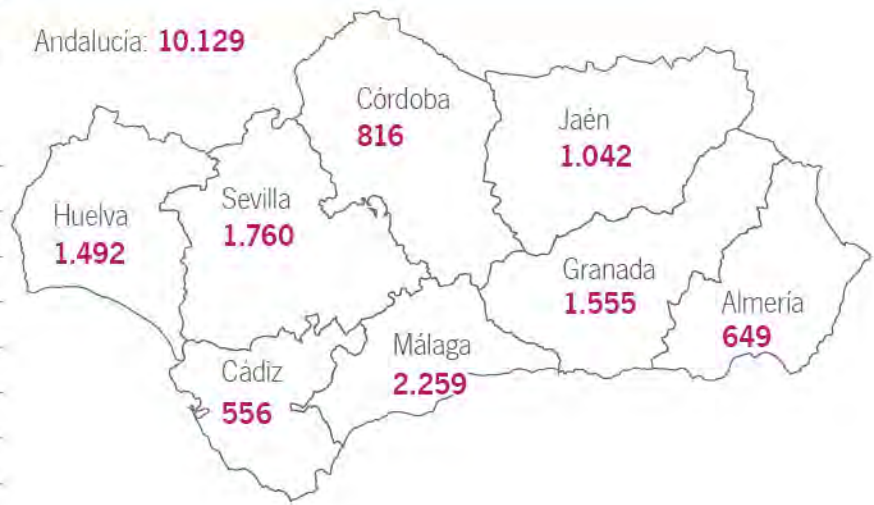 Andalucía: 10.129
Córdoba
816
Jaén
1.042
Huelva
1.492
Sevilla
1.760
Granada
1.555
Almería
649
Málaga
2.259
Cádiz
556